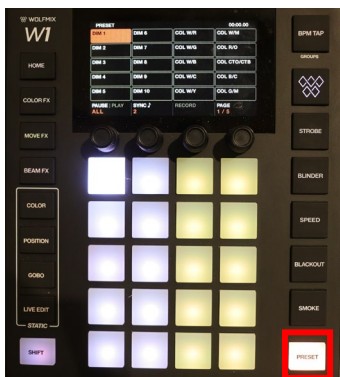 WOLFMIX
W1
HOME
COLOR FX
MOVE FX
BEAM FX
COLOR
POSITION
GOBO
LIVE EDIT
STATIC
SHIFT
PRESET 00:00.00
DIM 1 DIM 6 COL W/R COL W/M
DIM 2 DIM 7 COL W/G COL R/O
DIM 3 DIM 8 COL W/B COL CTO/CTB
DIM 4 DIM 9 COL W/C COL B/C
DIM 5 DIM 10 COL W/Y COL G/M
PAUSE | PLAY SYNC ♪ RECORD PAGE
ALL 2 1 / 5
BPM TAP
GROUPS
STROBE
BLINDER
SPEED
BLACKOUT
SMOKE
PRESET